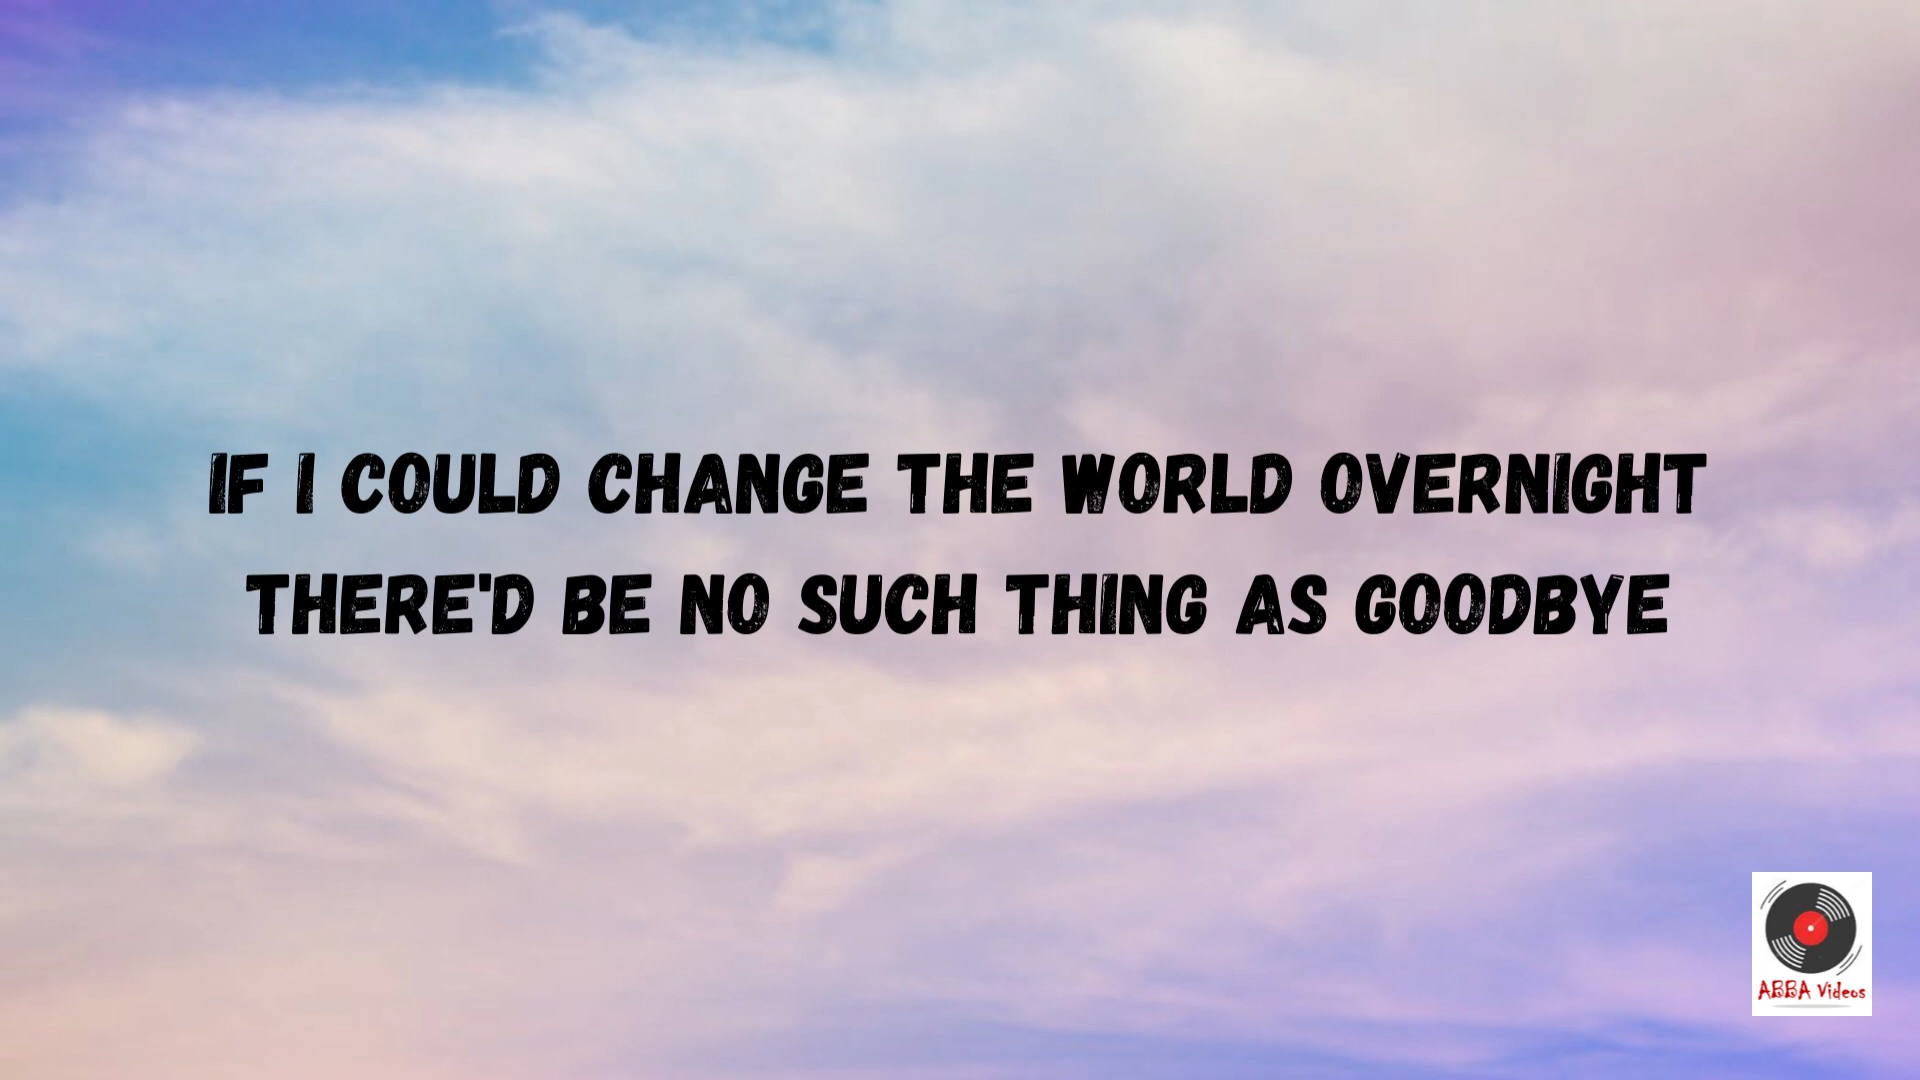 IF I COULD CHANGE THE WORLD OVERNIGHT
THERE'D BE NO SUCH THING AS GOODBYE
ABBA Videos